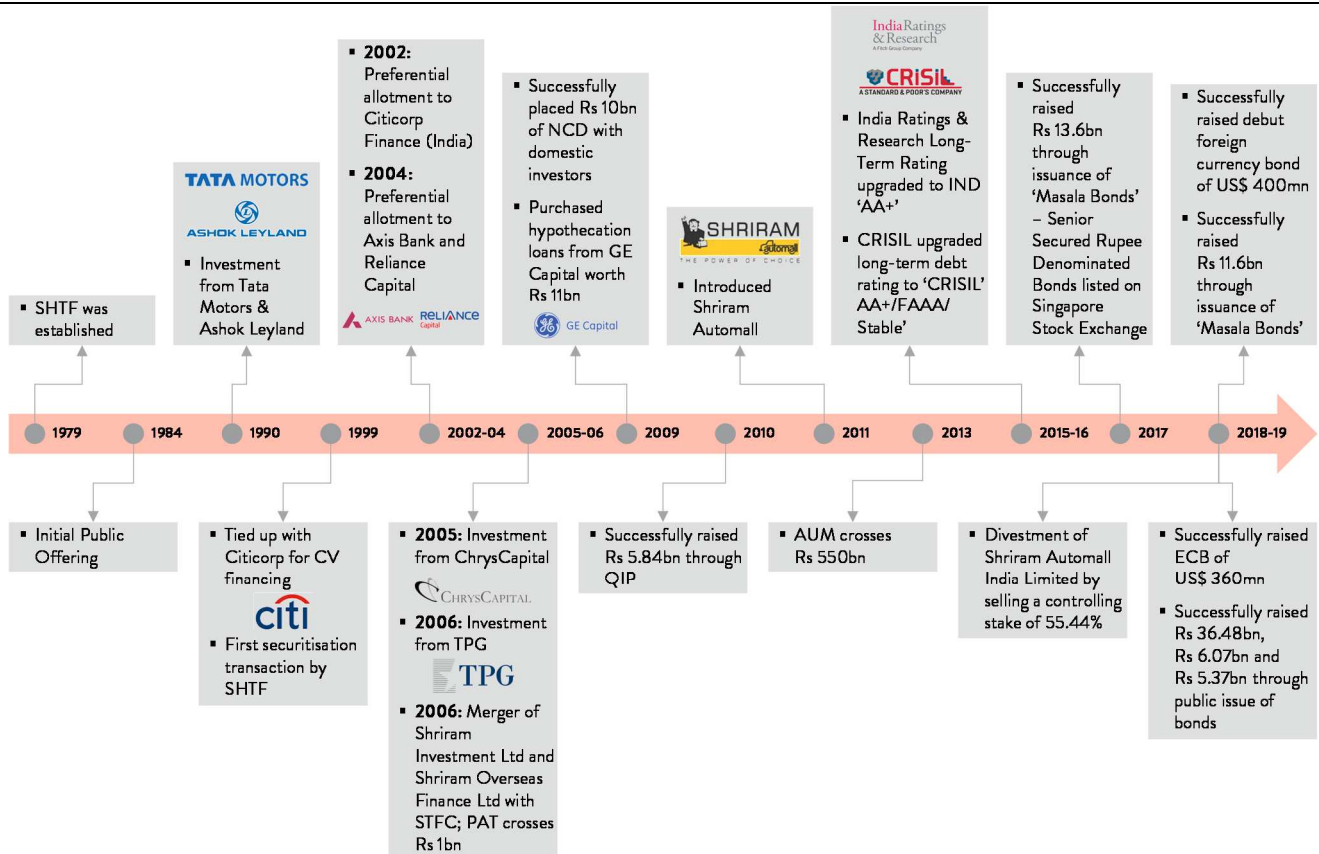 IndiaRatings
& Research
A Fitch Group Company
CRISIL
A STANDARD & POOR'S COMPANY
▪ India Ratings &
Research Long-
Term Rating
upgraded to IND
‘AA+’
▪ CRISIL upgraded
long-term debt
rating to ‘CRISIL’
AA+/FAAA/
Stable’
▪ 2002:
Preferential
allotment to
Citicorp
Finance (India)
▪ 2004:
Preferential
allotment to
Axis Bank and
Reliance
Capital
AXIS BANK RELIANCE
Capital
▪ Successfully
placed Rs 10bn
of NCD with
domestic
investors
▪ Purchased
hypothecation
loans from GE
Capital worth
Rs 11bn
GE Capital
▪ Successfully
raised
Rs 13.6bn
through
issuance of
‘Masala Bonds’
– Senior
Secured Rupee
Denominated
Bonds listed on
Singapore
Stock Exchange
▪ Successfully
raised debut
foreign
currency bond
of US$ 400mn
▪ Successfully
raised
Rs 11.6bn
through
issuance of
‘Masala Bonds’
TATA MOTORS
ASHOK LEYLAND
▪ Investment
from Tata
Motors &
Ashok Leyland
SHRIRAM
automall
THE POWER OF CHOICE
▪ Introduced
Shriram
Automall
▪ SHTF was
established
1979 1984 1990 1999 2002-04 2005-06 2009 2010 2011 2013 2015-16 2017 2018-19
▪ Initial Public
Offering
▪ Tied up with
Citicorp for CV
financing
citi
▪ First securitisation
transaction by
SHTF
▪ 2005: Investment
from ChrysCapital
CHRYSCAPITAL
▪ 2006: Investment
from TPG
TPG
▪ 2006: Merger of
Shriram
Investment Ltd and
Shriram Overseas
Finance Ltd with
STFC; PAT crosses
Rs 1bn
▪ Successfully raised
Rs 5.84bn through
QIP
▪ AUM crosses
Rs 550bn
▪ Divestment of
Shriram Automall
India Limited by
selling a controlling
stake of 55.44%
▪ Successfully raised
ECB of
US$ 360mn
▪ Successfully raised
Rs 36.48bn,
Rs 6.07bn and
Rs 5.37bn through
public issue of
bonds